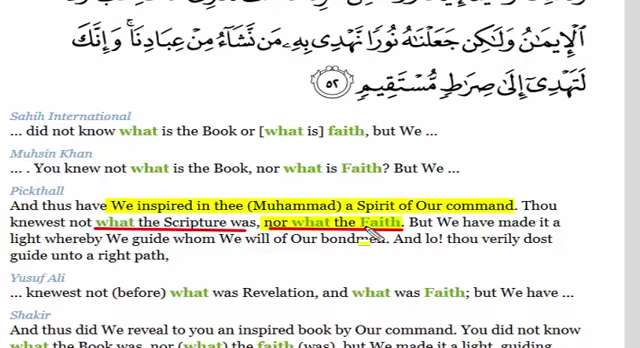 ٱلْإِيمَـٰنُ وَلَـٰكِن جَعَلْنَـٰهُ نُورًا نَّهْدِى بِهِۦ مَن نَّشَآءُ مِنْ عِبَادِنَا ۚ وَإِنَّكَ
لَتَهْدِىٓ إِلَىٰ صِرَٰطٍ مُّسْتَقِيمٍ ٥٢
Sahih International
... did not know what is the Book or [what is] faith, but We ...
Muhsin Khan
... . You knew not what is the Book, nor what is Faith? But We ...
Pickthall
And thus have We inspired in thee (Muhammad) a Spirit of Our command. Thou
knewest not what the Scripture was, nor what the Faith. But We have made it a
light whereby We guide whom We will of Our bondmen. And lo! thou verily dost
guide unto a right path,
Yusuf Ali
... knewest not (before) what was Revelation, and what was Faith; but We have ...
Shakir
And thus did We reveal to you an inspired book by Our command. You did not know
what the Book was, nor (what) the faith (was), but We made it a light, guiding